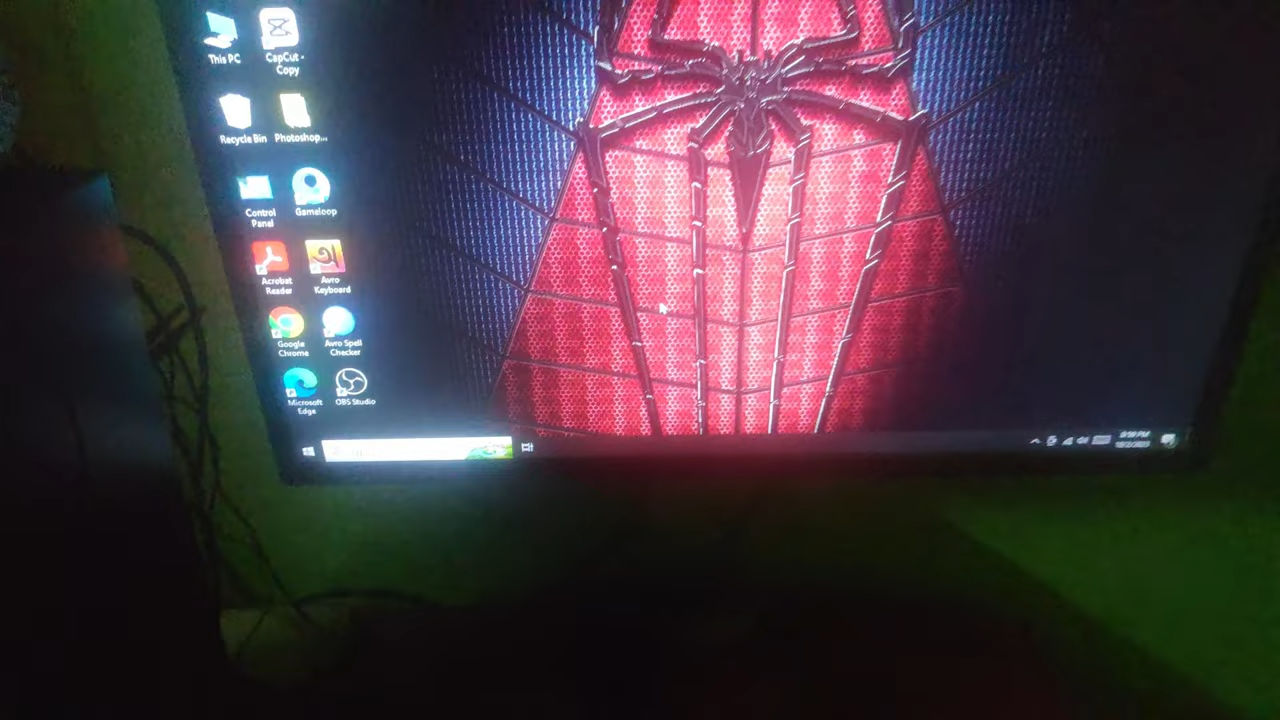 This PC
CapCut -
Copy
Recycle Bin
Photoshop...
Control
Panel
Gameloop
Acrobat
Reader
Avro
Keyboard
Google
Chrome
Avro Spell
Checker
Microsoft
Edge
OBS Studio